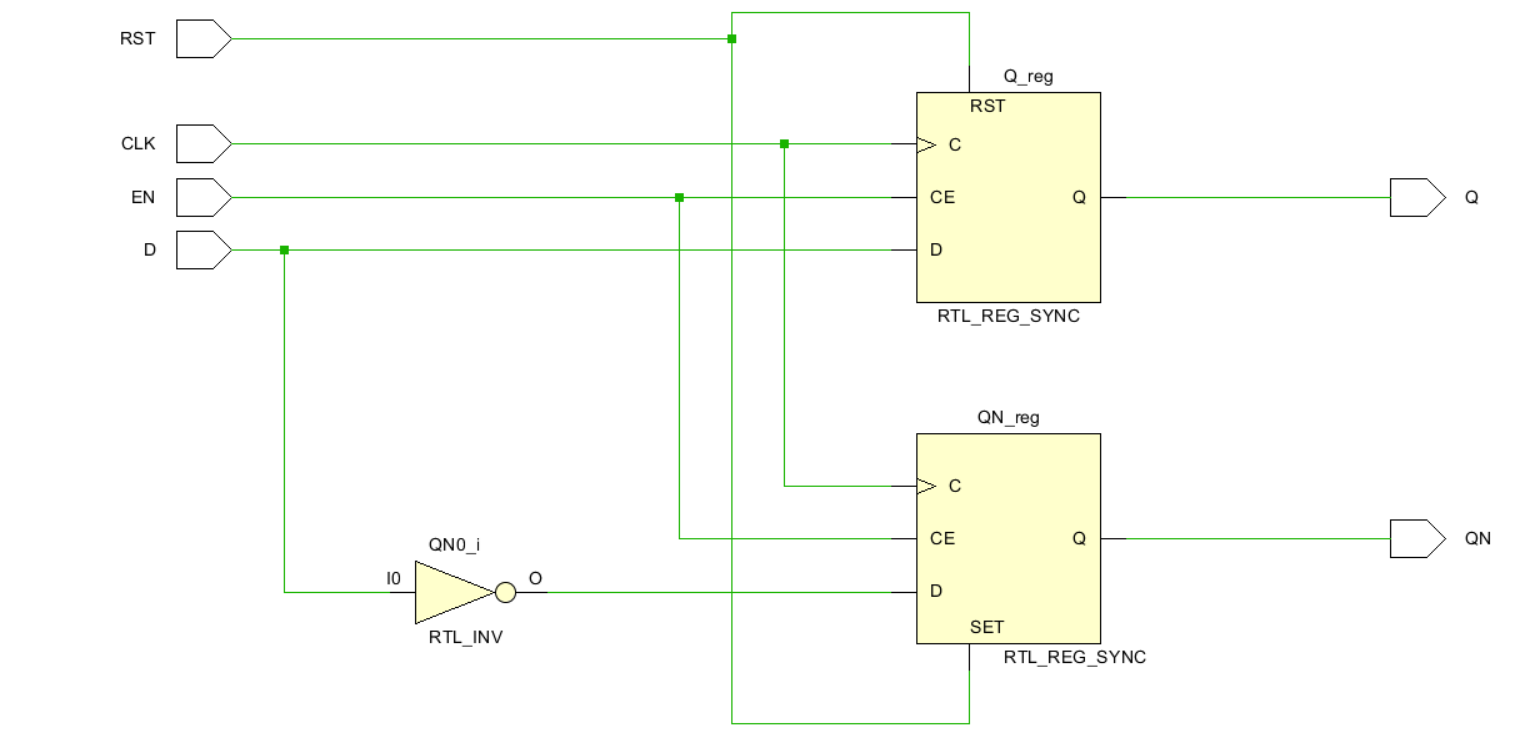 RST
Q_reg
RST
CLK
C
EN
CE
Q
Q
D
D
RTL_REG_SYNC
QN_reg
C
QN0_i
CE
Q
QN
I0
O
D
RTL_INV
SET
RTL_REG_SYNC